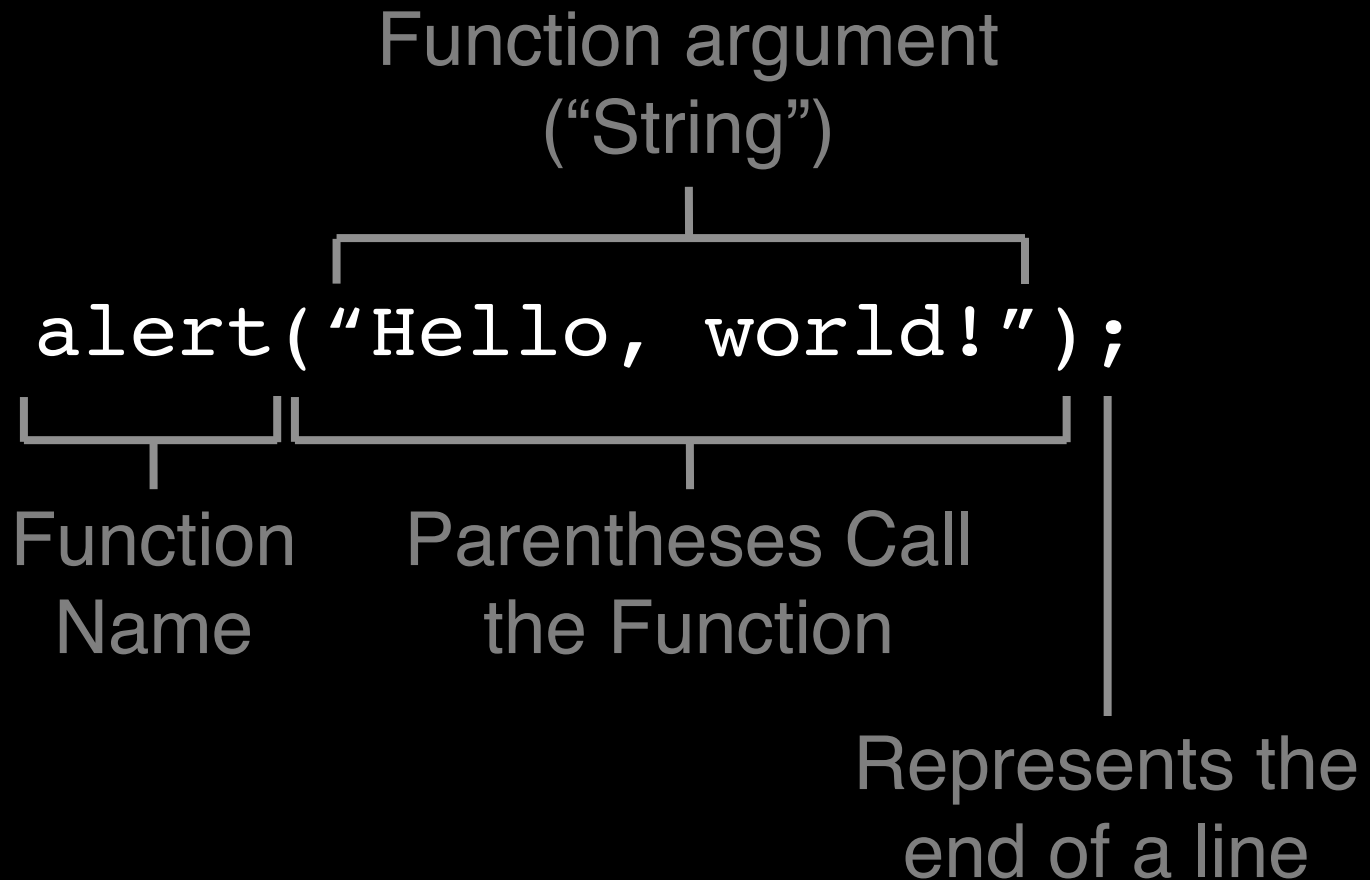 Function argument
(“String”)
alert(“Hello, world!”);
Function
Name
Parentheses Call
the Function
Represents the
end of a line